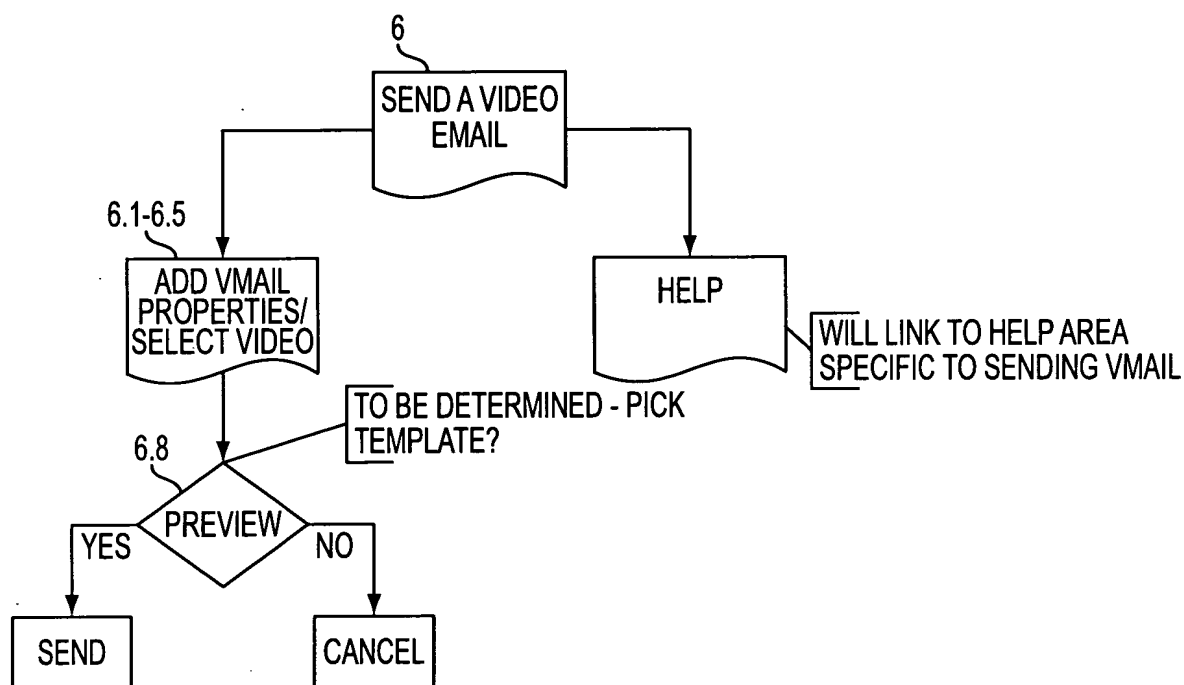 6
SEND A VIDEO
EMAIL
6.1-6.5
ADD VMAIL
PROPERTIES/
SELECT VIDEO
HELP
WILL LINK TO HELP AREA
SPECIFIC TO SENDING VMAIL
TO BE DETERMINED - PICK
TEMPLATE?
6.8
PREVIEW
YES
NO
SEND
CANCEL